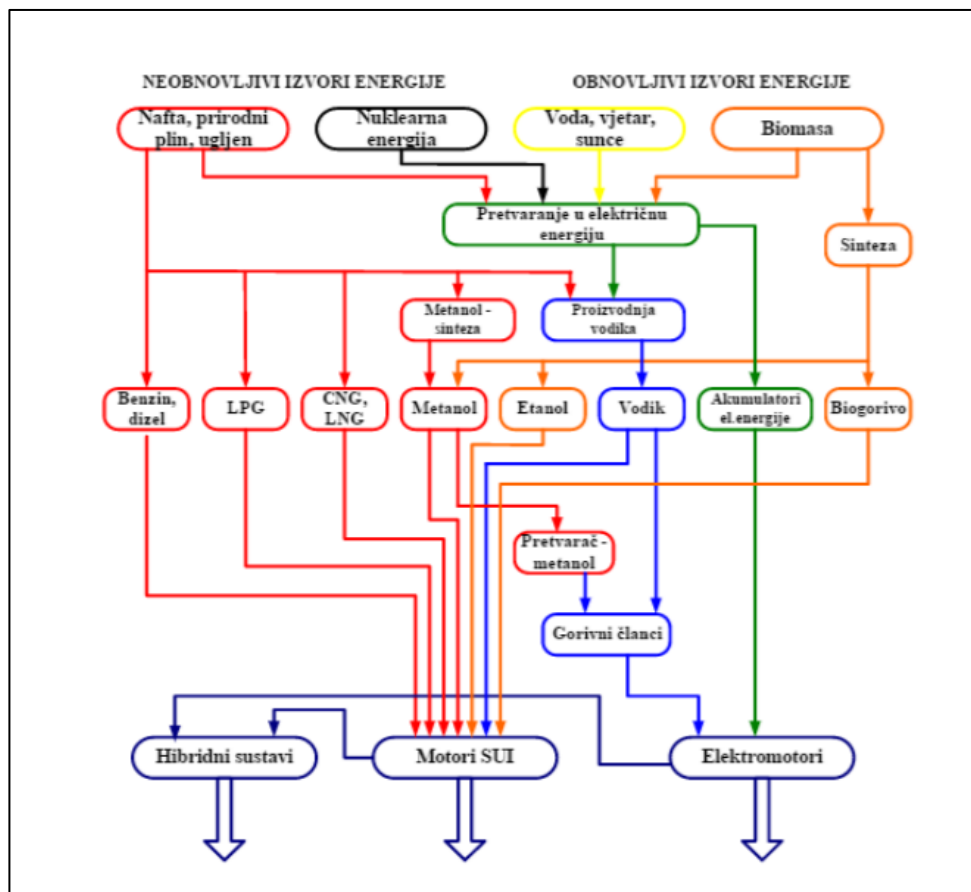 NEOBNOVLJIVI IZVORI ENERGIJE
OBNOVLJIVI IZVORI ENERGIJE
Nafta, prirodni
plin, ugljen
Nuklearna
energija
Voda, vjetar,
sunce
Biomasa
Pretvaranje u električnu
energiju
Sinteza
Metanol -
sinteza
Proizvodnja
vodika
Benzin,
dizel
LPG
CNG,
LNG
Metanol
Etanol
Vodik
Akumulatori
el.energije
Biogorivo
Pretvarač -
metanol
Gorivni članci
Hibridni sustavi
Motori SUI
Elektromotori